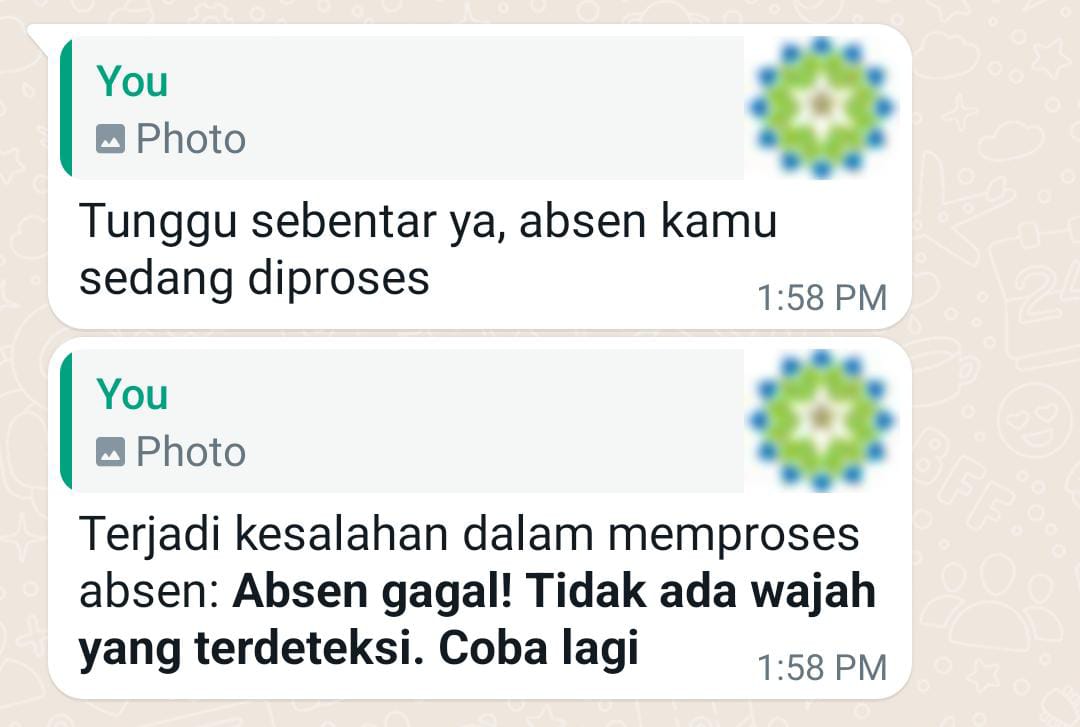 You
Photo
Tunggu sebentar ya, absen kamu
sedang diproses
1:58 PM
You
Photo
Terjadi kesalahan dalam memproses
absen: Absen gagal! Tidak ada wajah
yang terdeteksi. Coba lagi
1:58 PM